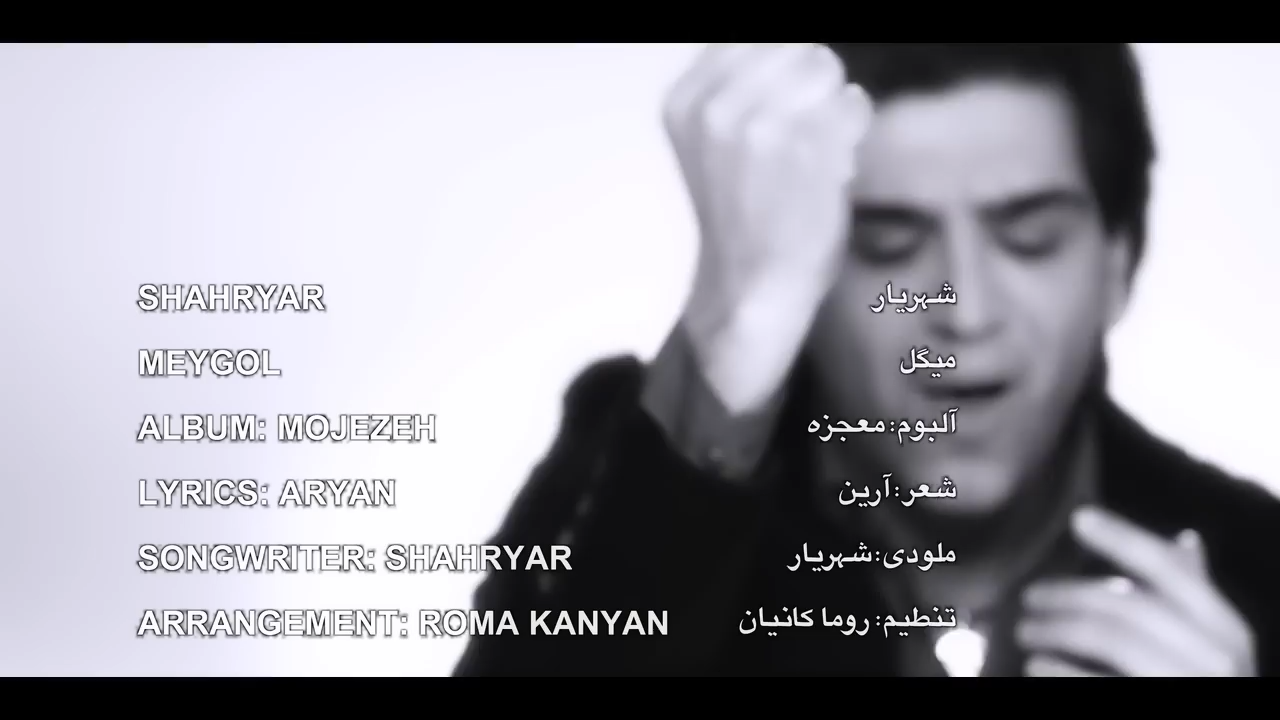 SHAHRYAR شهریار
MEYGOL میگل
ALBUM: MOJEZEH آلبوم: معجزه
LYRICS: ARYAN شعر: آرین
SONGWRITER: SHAHRYAR ملودی: شهریار
ARRANGEMENT: ROMA KANYAN تنطیم: روما کانیان